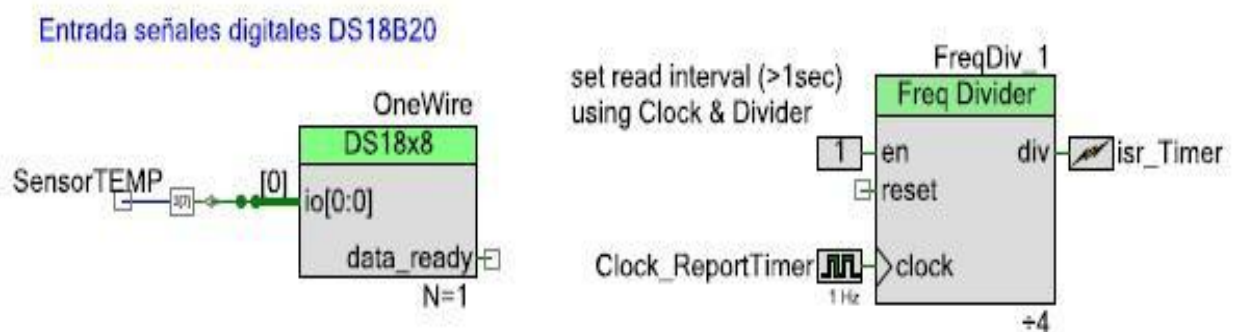 Entrada señales digitales DS18B20
OneWire
DS18x8
SensorTEMP
[0]
io[0:0]
data_ready
N=1
set read interval (>1sec)
using Clock & Divider
FreqDiv_1
Freq Divider
1
en
div
isr_Timer
reset
Clock_ReportTimer
clock
1 Hz
÷4